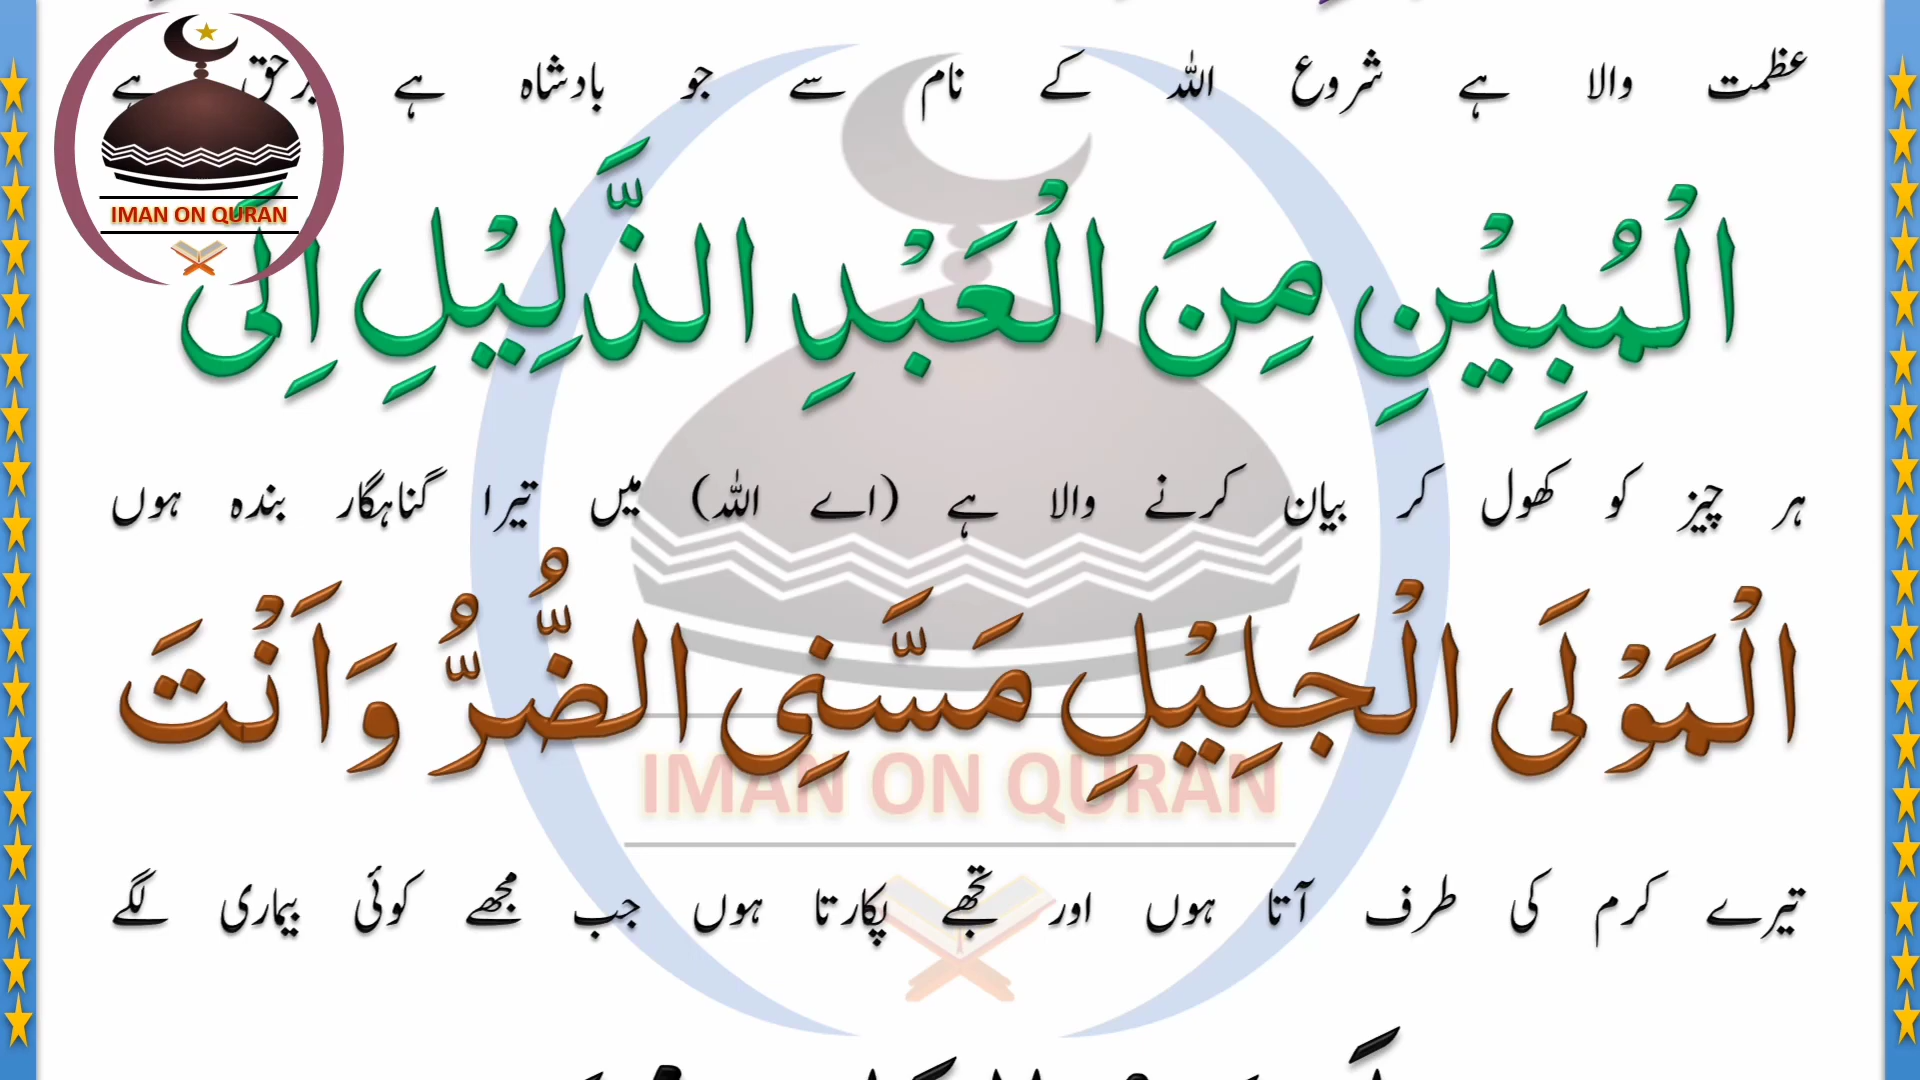 عظمت والا ہے شروع اللہ کے نام سے جو بادشاہ ہے برحق ہے
IMAN ON QURAN
الْمُبِيْنِ مِنَ الْعَبْدِ الذَّلِيْلِ اِلَى
ہر چیز کو کھول کر بیان کرنے والا ہے (اے اللہ) میں تیرا گناہگار بندہ ہوں
الْمَوْلَى الْجَلِيْلِ مَسَّنِى الضُّرُّ وَاَنْتَ
IMAN ON QURAN
تیرے کرم کی طرف آتا ہوں اور تجھے پکارتا ہوں جب مجھے کوئی بیماری لگے